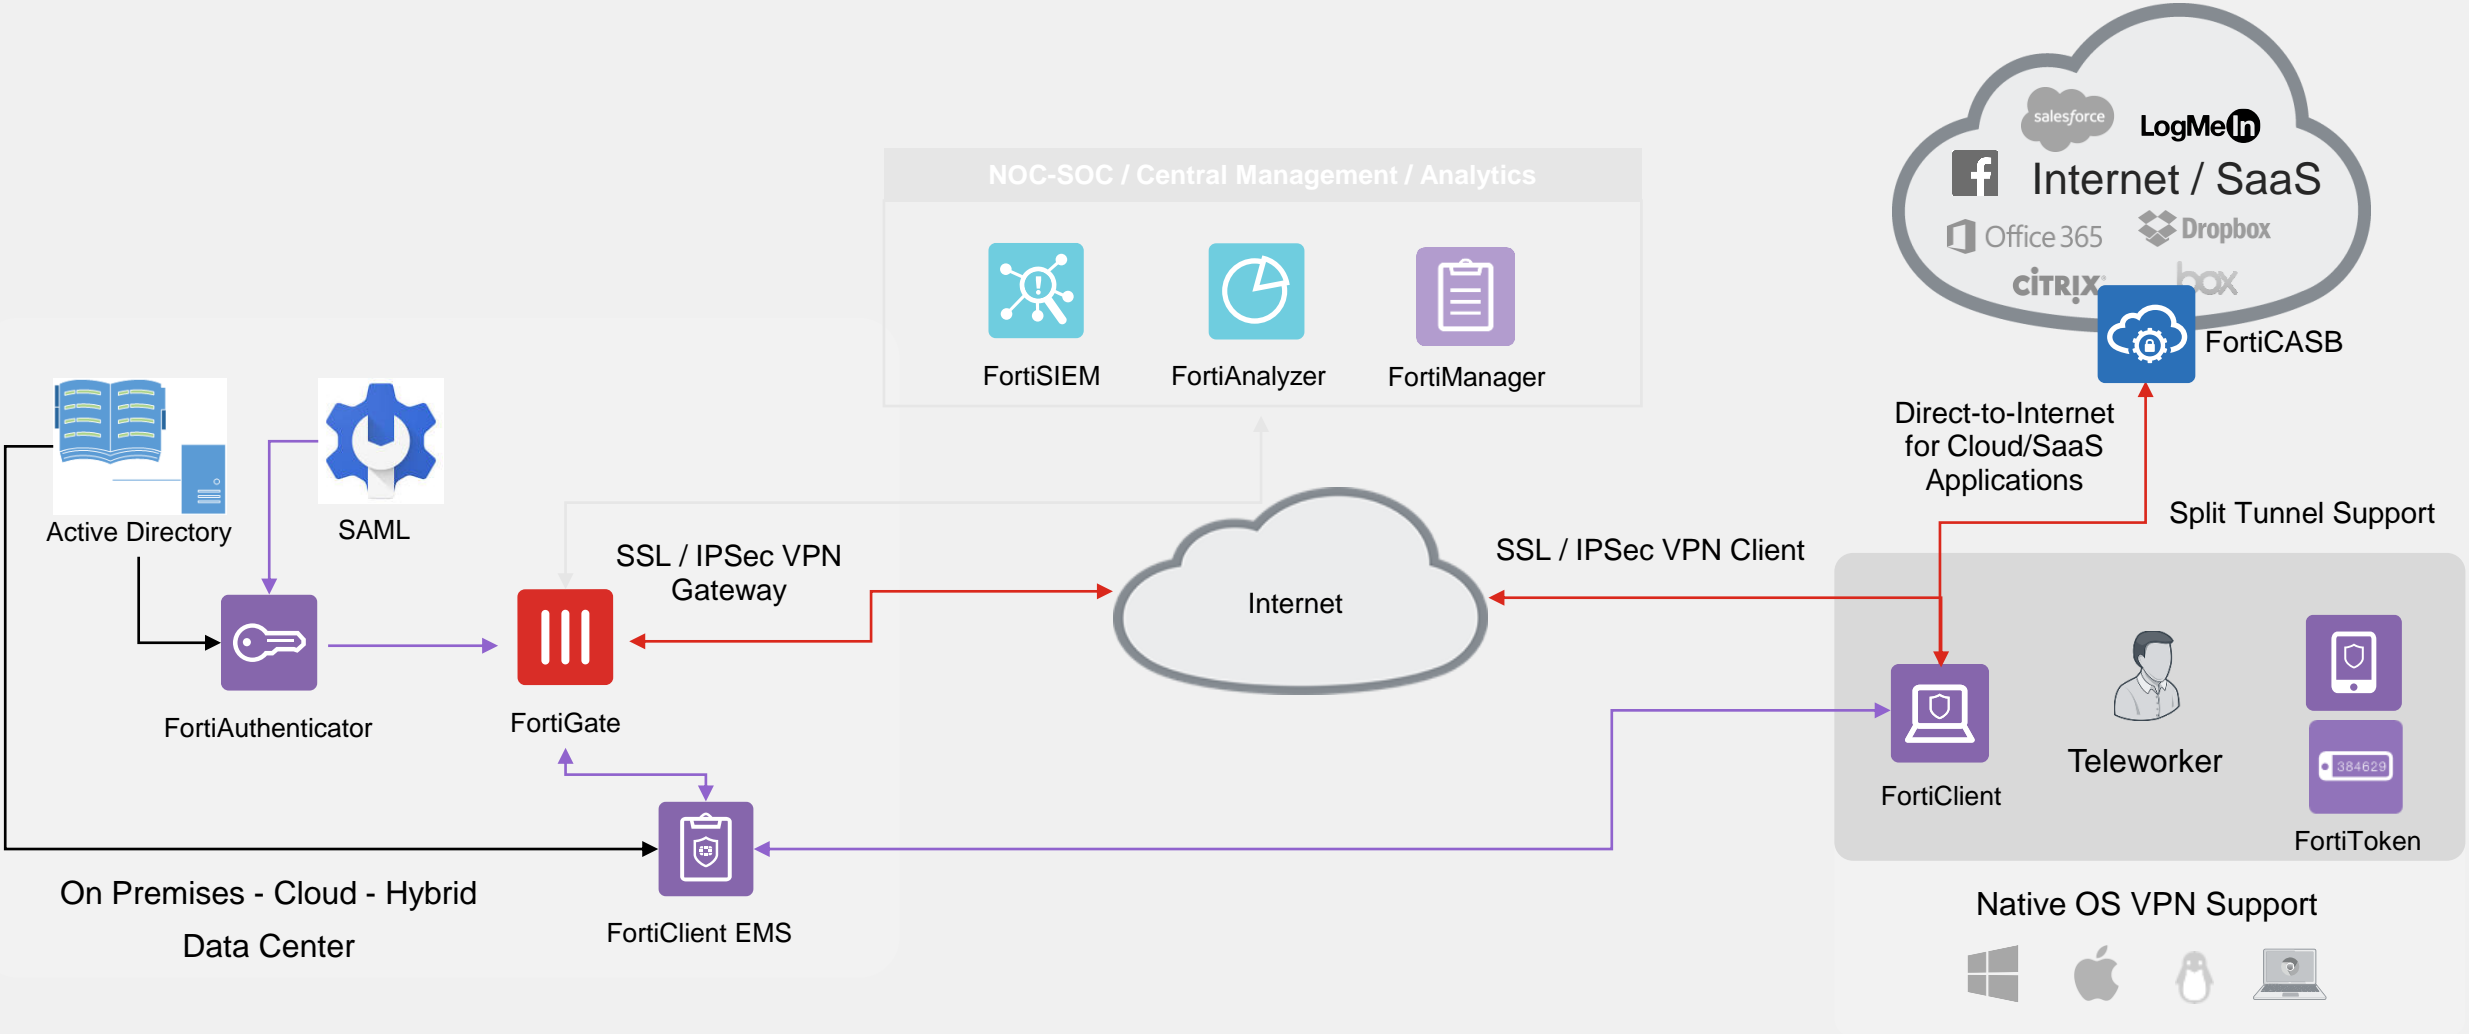 salesforce
LogMeIn
Internet / SaaS
Office 365
Dropbox
CİTRIX
box
FortiCASB
NOC-SOC / Central Management / Analytics
FortiSIEM
FortiAnalyzer
FortiManager
Direct-to-Internet
for Cloud/SaaS
Applications
Split Tunnel Support
Active Directory
SAML
SSL / IPSec VPN
Gateway
SSL / IPSec VPN Client
Internet
FortiAuthenticator
FortiGate
FortiClient
Teleworker
384629
FortiToken
FortiClient EMS
On Premises - Cloud - Hybrid
Data Center
Native OS VPN Support